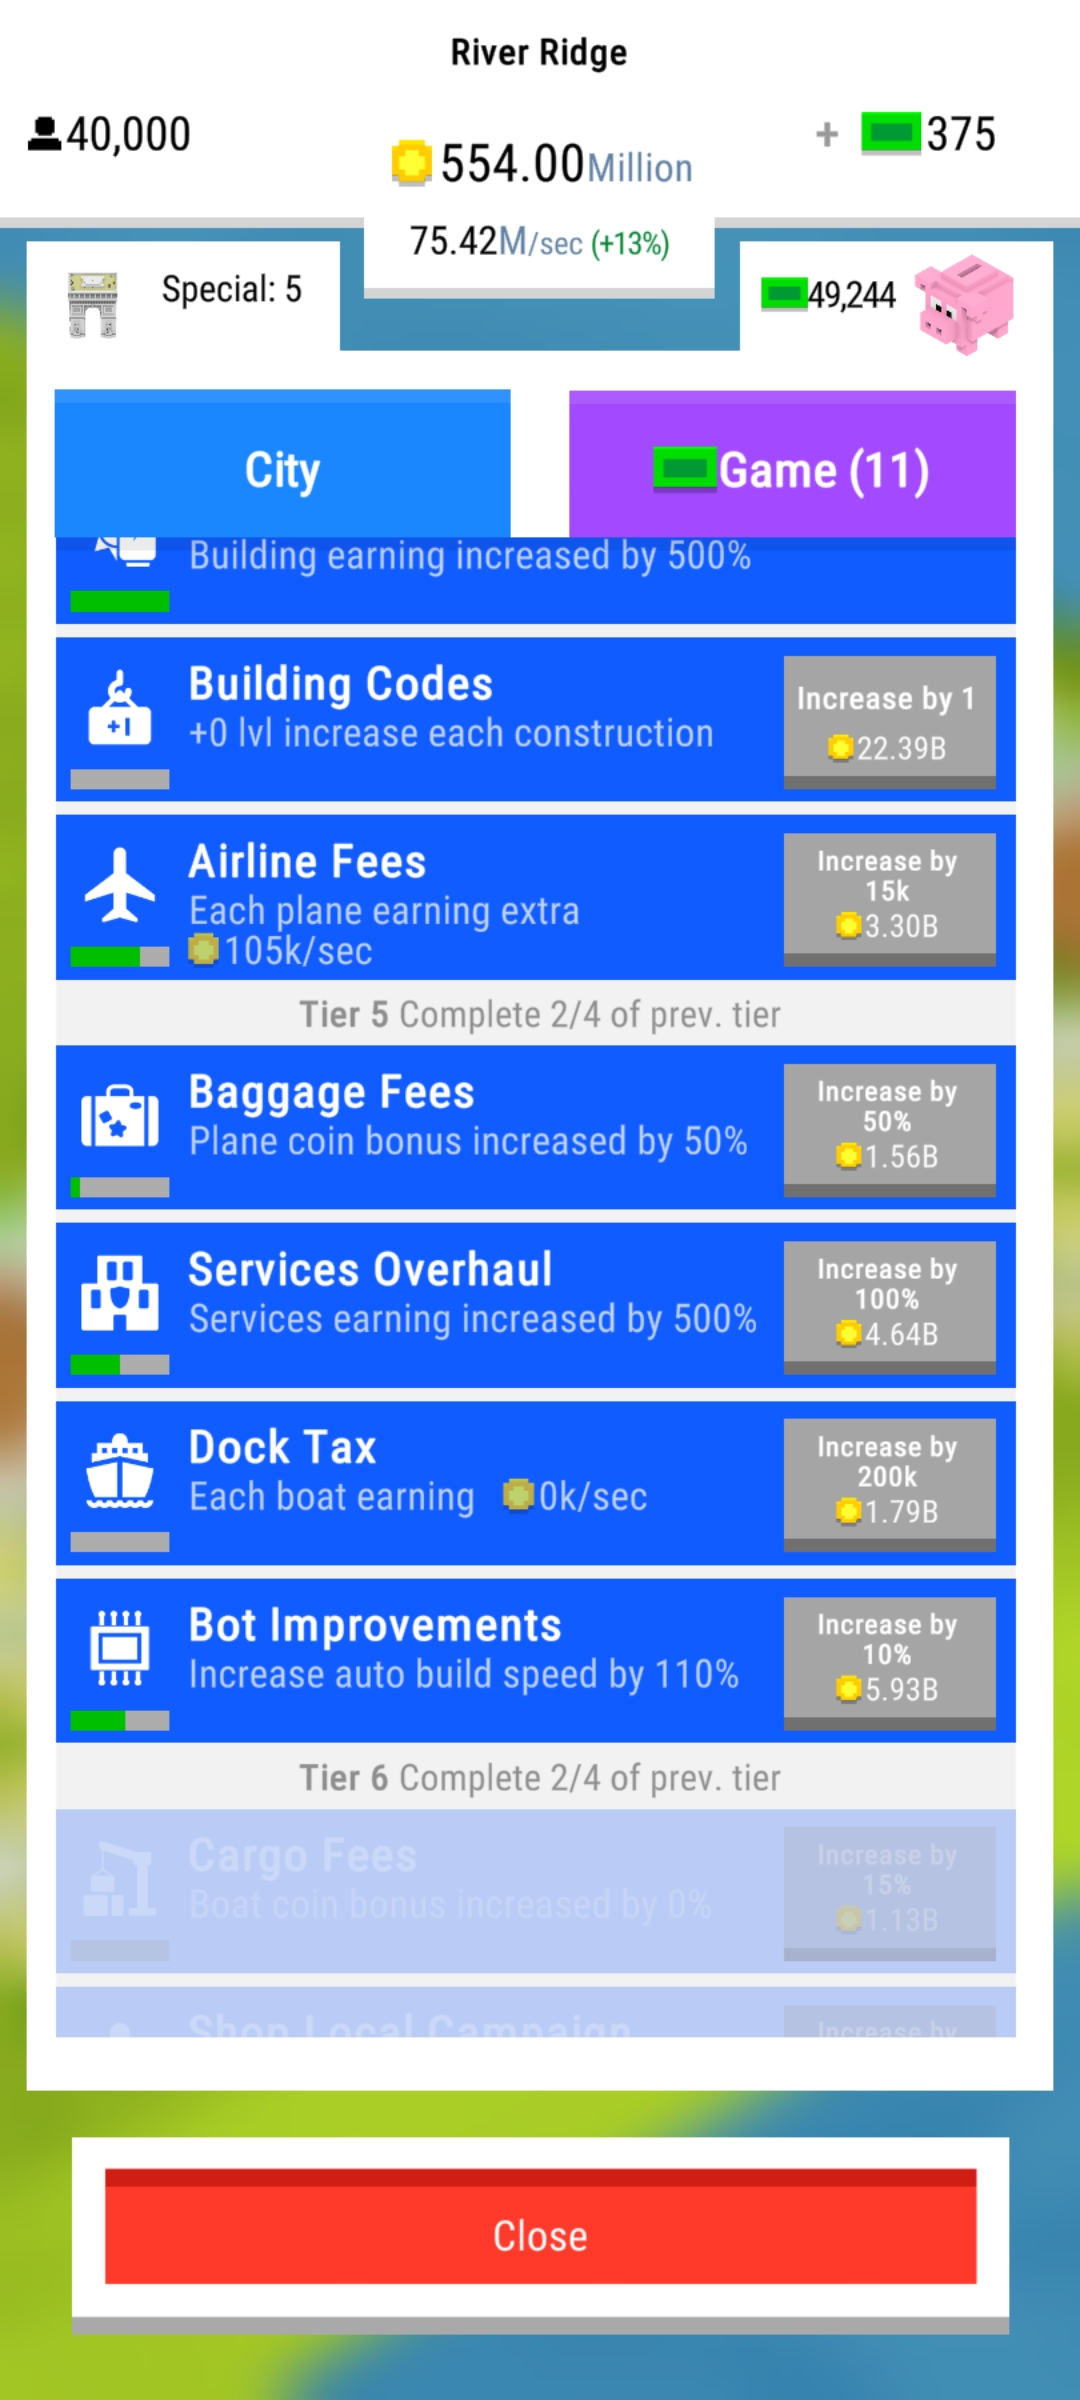 River Ridge
40,000
554.00Million
+ 375
75.42M/sec (+13%)
Special: 5
49,244
City
Game (11)
Building earning increased by 500%
Building Codes
+0 lvl increase each construction
Increase by 1
22.39B
Airline Fees
Each plane earning extra
105k/sec
Increase by
15k
3.30B
Tier 5 Complete 2/4 of prev. tier
Baggage Fees
Plane coin bonus increased by 50%
Increase by
50%
1.56B
Services Overhaul
Services earning increased by 500%
Increase by
100%
4.64B
Dock Tax
Each boat earning 0k/sec
Increase by
200k
1.79B
Bot Improvements
Increase auto build speed by 110%
Increase by
10%
5.93B
Tier 6 Complete 2/4 of prev. tier
Cargo Fees
Boat coin bonus increased by 0%
Increase by
15%
1.13B
Shop Local Campaign
Increase by
Close